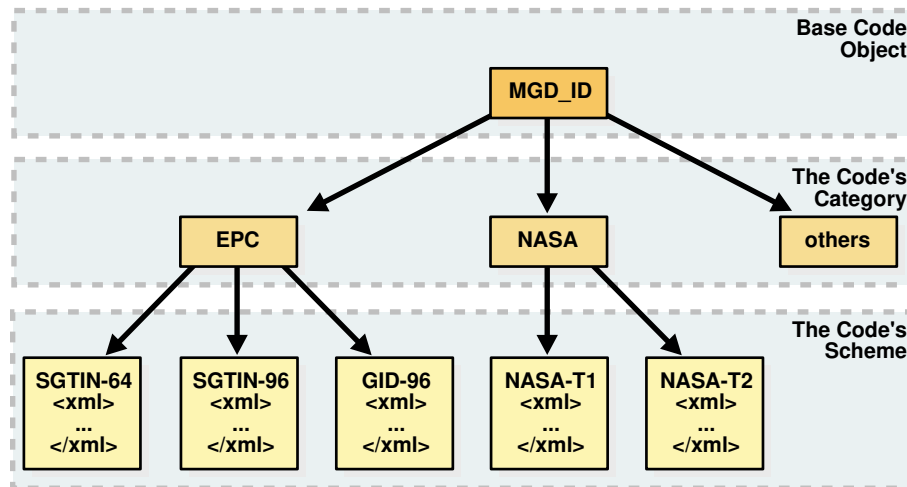 Base Code
Object
MGD_ID
The Code's
Category
EPC
NASA
others
The Code's
Scheme
SGTIN-64
<xml>
...
</xml>
SGTIN-96
<xml>
...
</xml>
GID-96
<xml>
...
</xml>
NASA-T1
<xml>
...
</xml>
NASA-T2
<xml>
...
</xml>